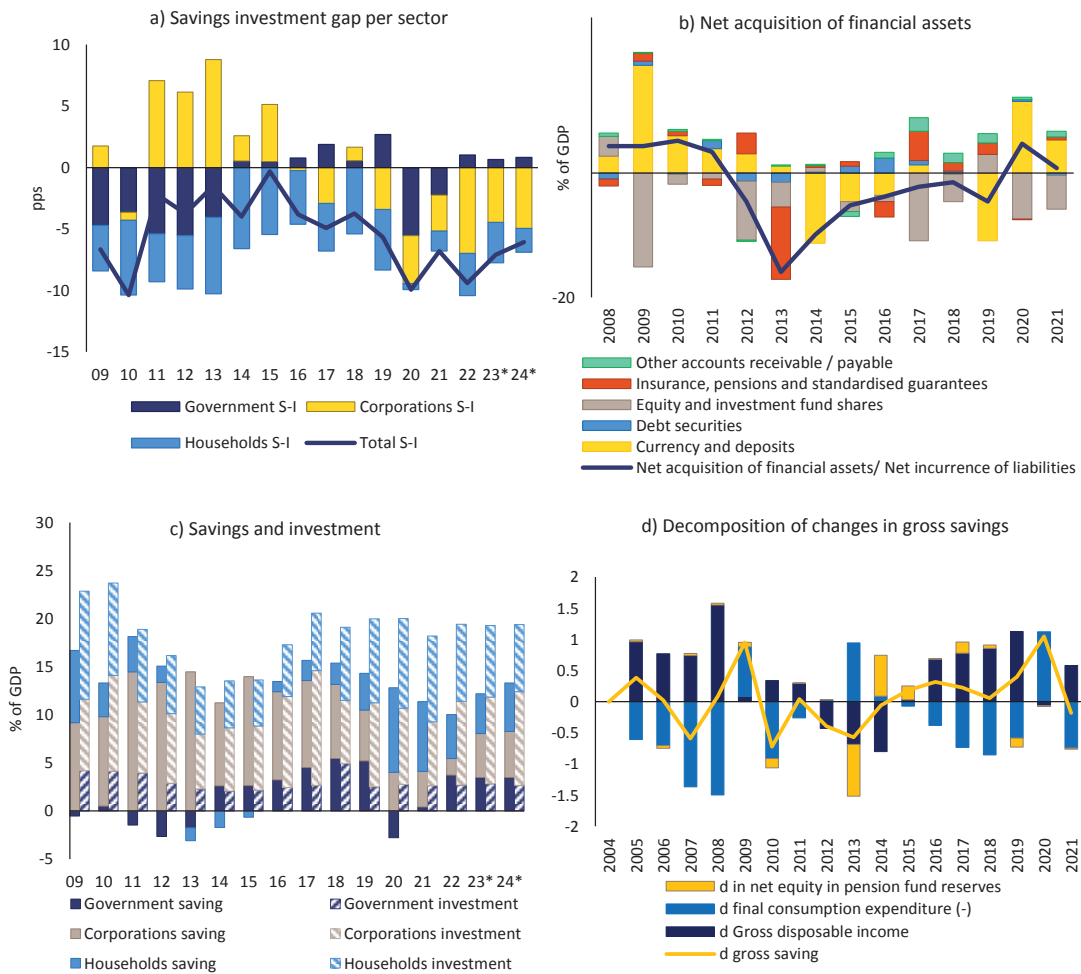 a) Savings investment gap per sector
10
5
0
-5
-10
-15
pps
09 10 11 12 13 14 15 16 17 18 19 20 21 22 23* 24*
Government S-I Corporations S-I
Households S-I Total S-I
b) Net acquisition of financial assets
% of GDP
-20
2008 2009 2010 2011 2012 2013 2014 2015 2016 2017 2018 2019 2020 2021
Other accounts receivable / payable
Insurance, pensions and standardised guarantees
Equity and investment fund shares
Debt securities
Currency and deposits
Net acquisition of financial assets/ Net incurrence of liabilities
c) Savings and investment
30
25
20
15
10
5
0
-5
% of GDP
09 10 11 12 13 14 15 16 17 18 19 20 21 22 23* 24*
Government saving Government investment
Corporations saving Corporations investment
Households saving Households investment
d) Decomposition of changes in gross savings
2
1.5
1
0.5
0
-0.5
-1
-1.5
-2
2004 2005 2006 2007 2008 2009 2010 2011 2012 2013 2014 2015 2016 2017 2018 2019 2020 2021
d in net equity in pension fund reserves
d final consumption expenditure (-)
d Gross disposable income
d gross saving